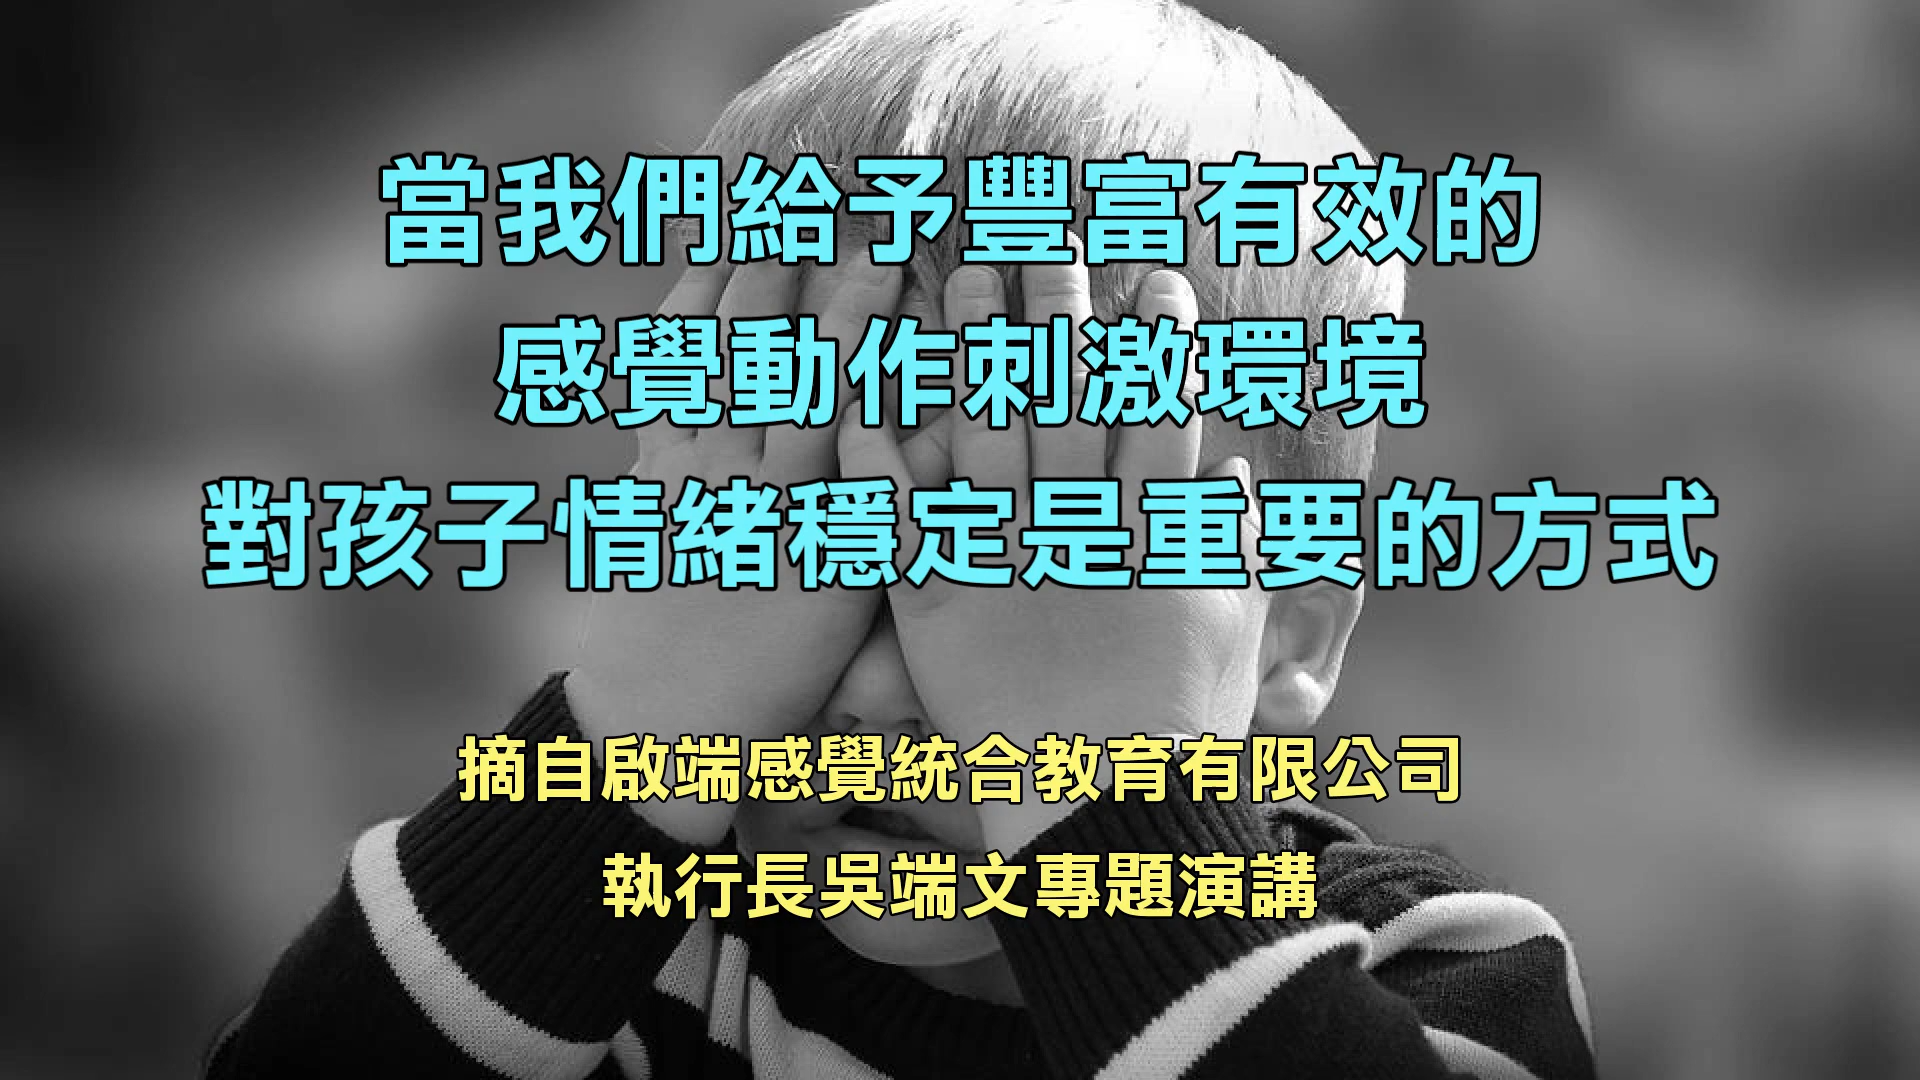 當我們給予豐富有效的
感覺動作刺激環境
對孩子情緒穩定是重要的方式
摘自啟端感覺統合教育有限公司
執行長吳端文專題演講